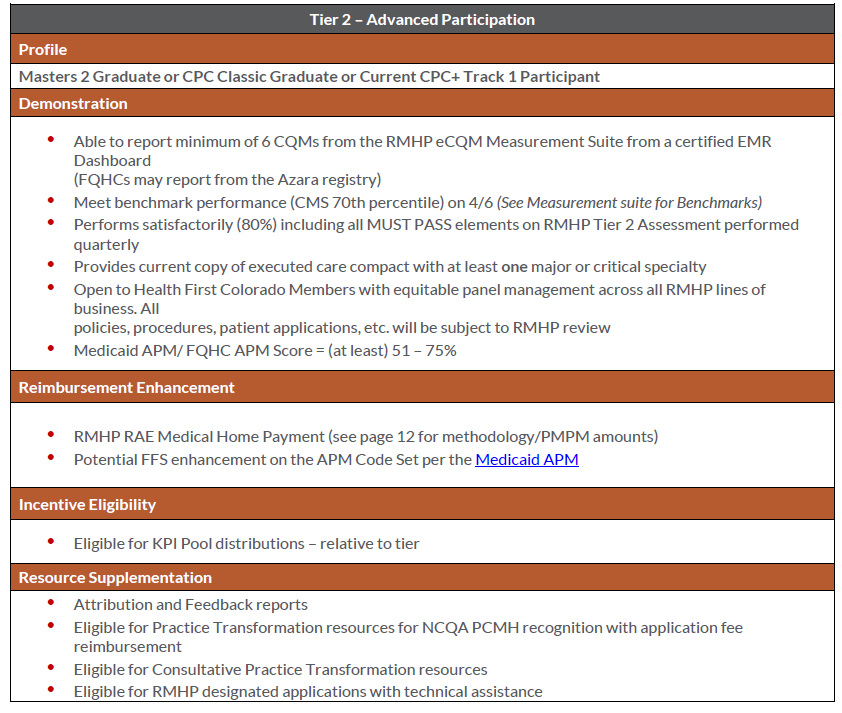 Tier 2 – Advanced Participation
Profile
Masters 2 Graduate or CPC Classic Graduate or Current CPC+ Track 1 Participant
Demonstration
• Able to report minimum of 6 CQMs from the RMHP eCQM Measurement Suite from a certified EMR
Dashboard
(FQHCs may report from the Azara registry)
• Meet benchmark performance (CMS 70th percentile) on 4/6 (See Measurement suite for Benchmarks)
• Performs satisfactorily (80%) including all MUST PASS elements on RMHP Tier 2 Assessment performed
quarterly
• Provides current copy of executed care compact with at least one major or critical specialty
• Open to Health First Colorado Members with equitable panel management across all RMHP lines of
business. All
policies, procedures, patient applications, etc. will be subject to RMHP review
• Medicaid APM/ FQHC APM Score = (at least) 51 – 75%
Reimbursement Enhancement
• RMHP RAE Medical Home Payment (see page 12 for methodology/PMPM amounts)
• Potential FFS enhancement on the APM Code Set per the Medicaid APM
Incentive Eligibility
• Eligible for KPI Pool distributions – relative to tier
Resource Supplementation
• Attribution and Feedback reports
• Eligible for Practice Transformation resources for NCQA PCMH recognition with application fee
reimbursement
• Eligible for Consultative Practice Transformation resources
• Eligible for RMHP designated applications with technical assistance